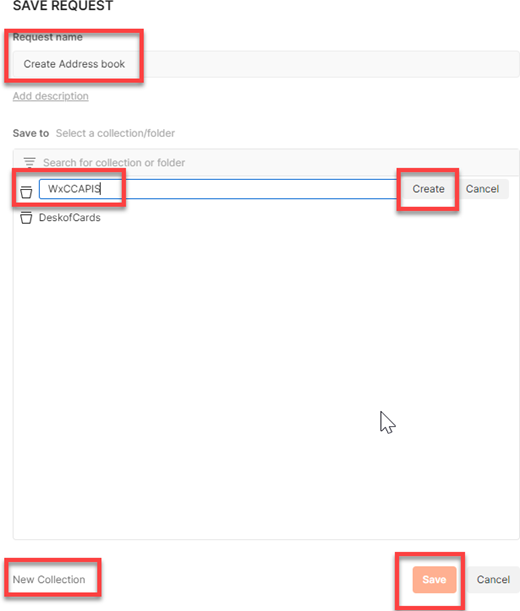 SAVE REQUEST
Request name
Create Address book
Add description
Save to Select a collection/folder
Search for collection or folder
WxCCAPIS Create Cancel
DeskofCards
New Collection Save Cancel